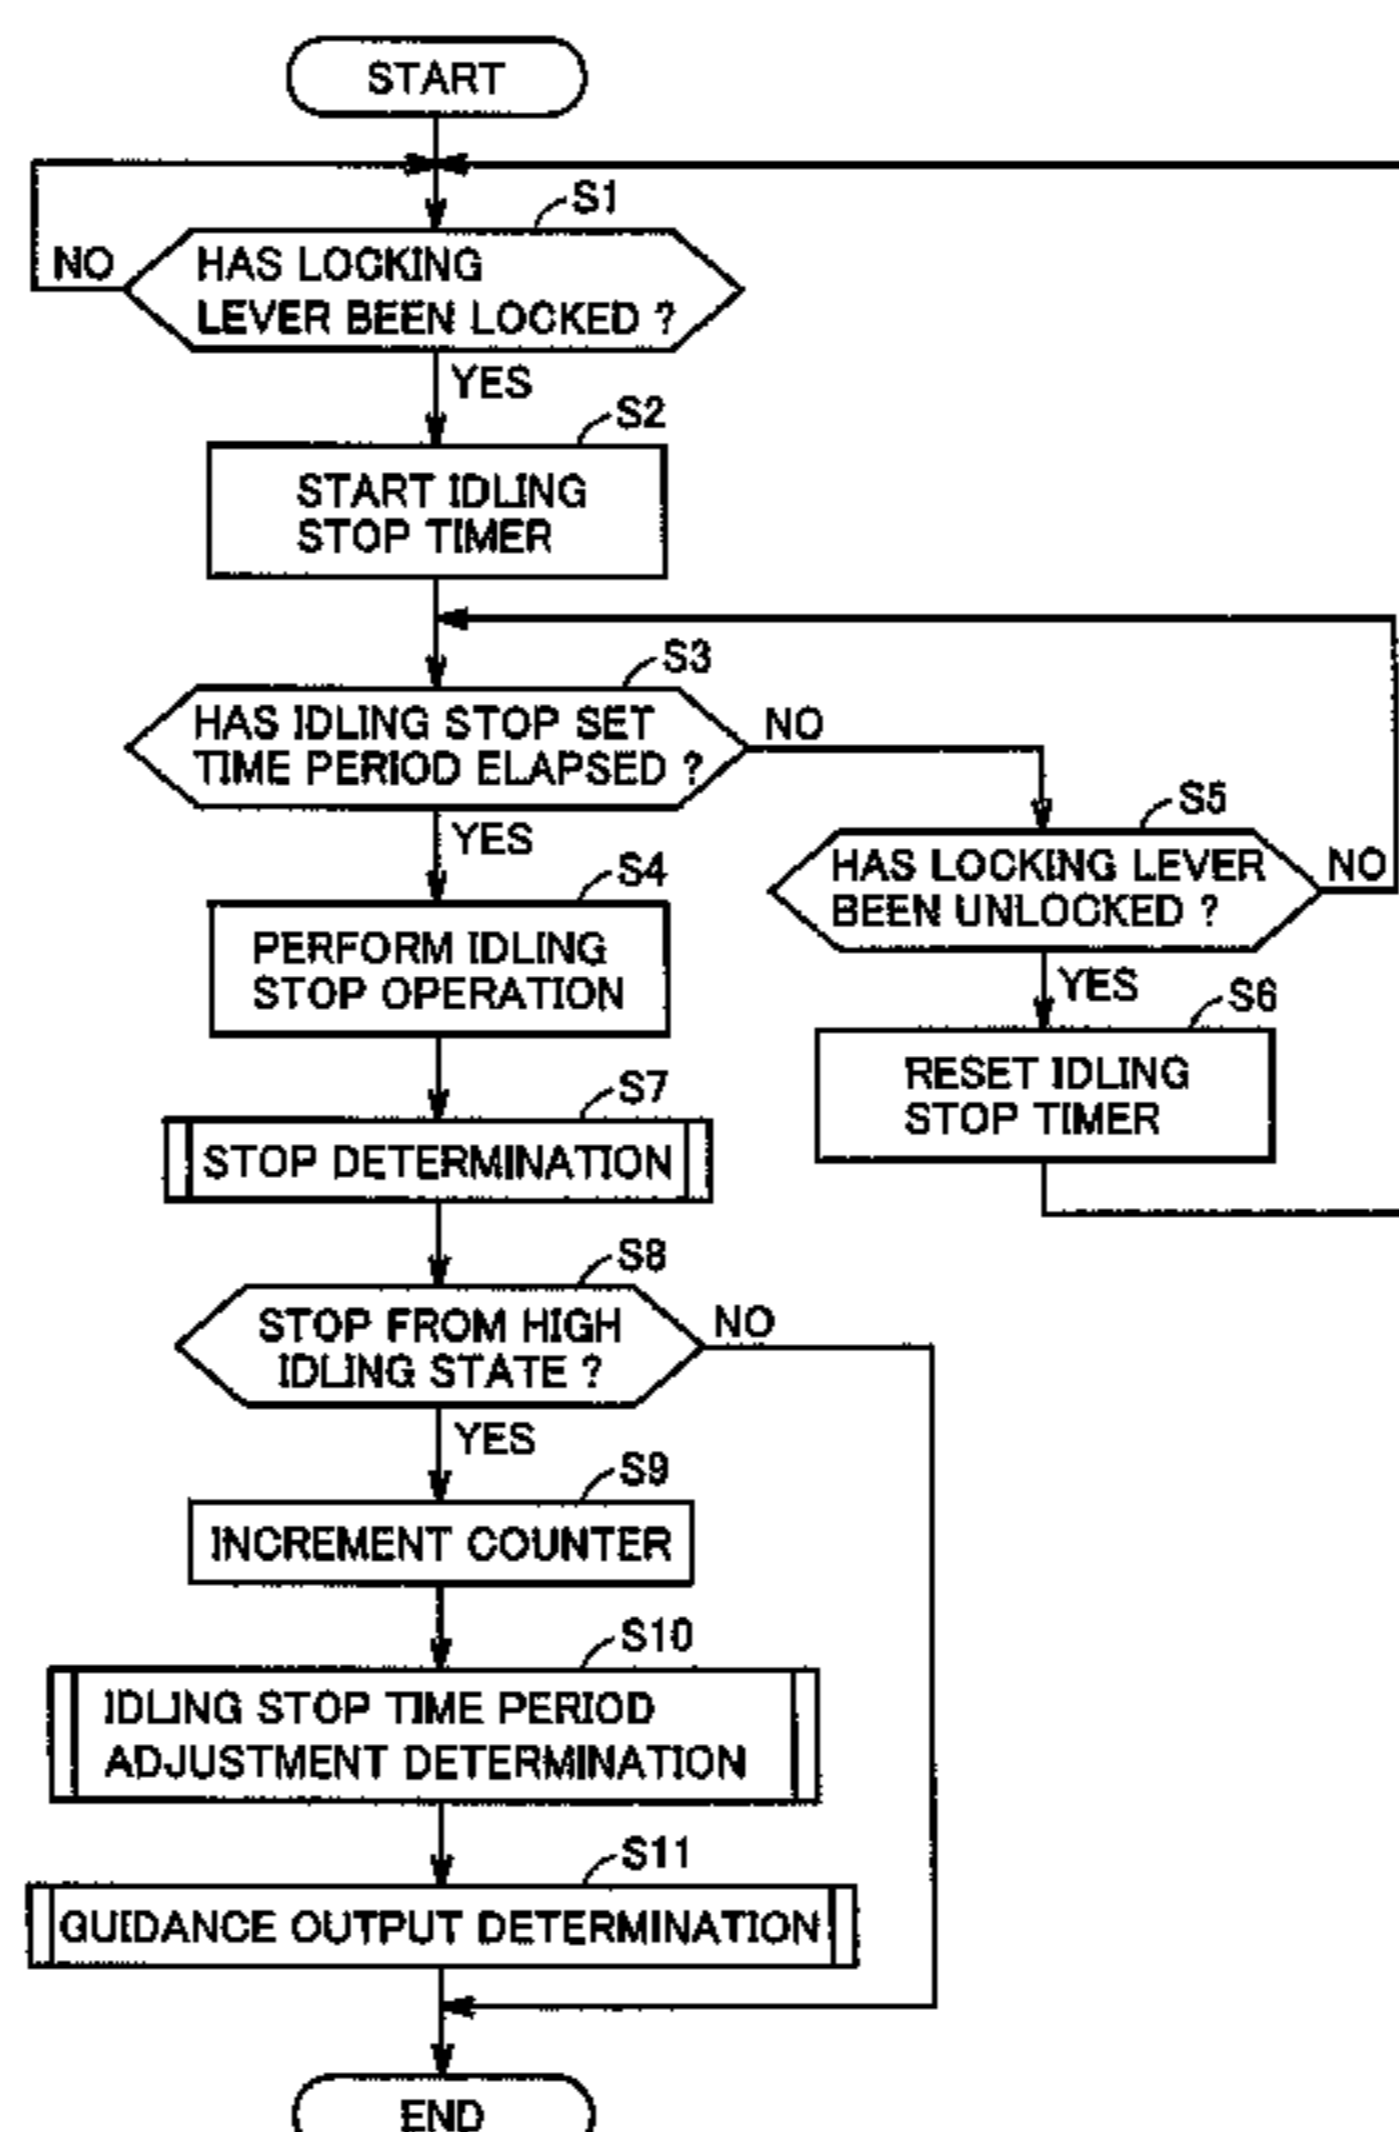 START
S1
NO
HAS LOCKING
LEVER BEEN LOCKED ?
YES
S2
START IDLING
STOP TIMER
S3
HAS IDLING STOP SET
TIME PERIOD ELAPSED ?
NO
YES
S5
HAS LOCKING LEVER
BEEN UNLOCKED ?
NO
YES
S4
PERFORM IDLING
STOP OPERATION
S6
RESET IDLING
STOP TIMER
S7
STOP DETERMINATION
S8
STOP FROM HIGH
IDLING STATE ?
NO
YES
S9
INCREMENT COUNTER
S10
IDLING STOP TIME PERIOD
ADJUSTMENT DETERMINATION
S11
GUIDANCE OUTPUT DETERMINATION
END